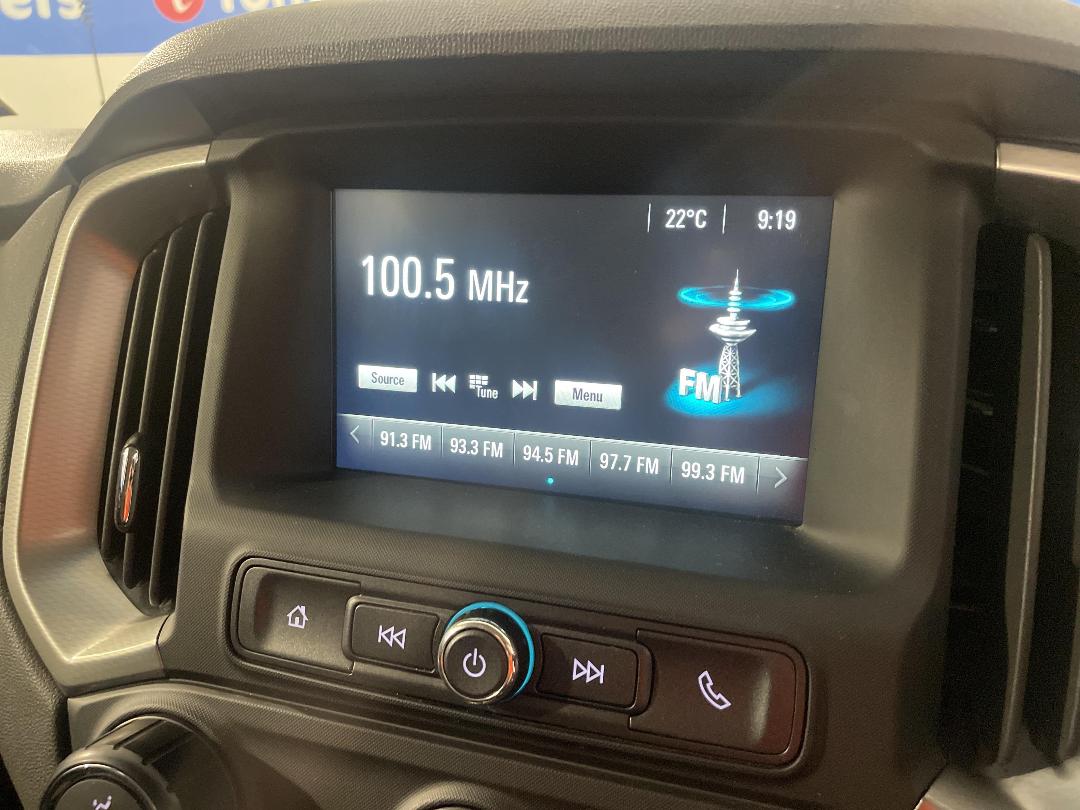 22°C 9:19
100.5 MHz
Source Tune Menu
FM
91.3 FM 93.3 FM 94.5 FM 97.7 FM 99.3 FM